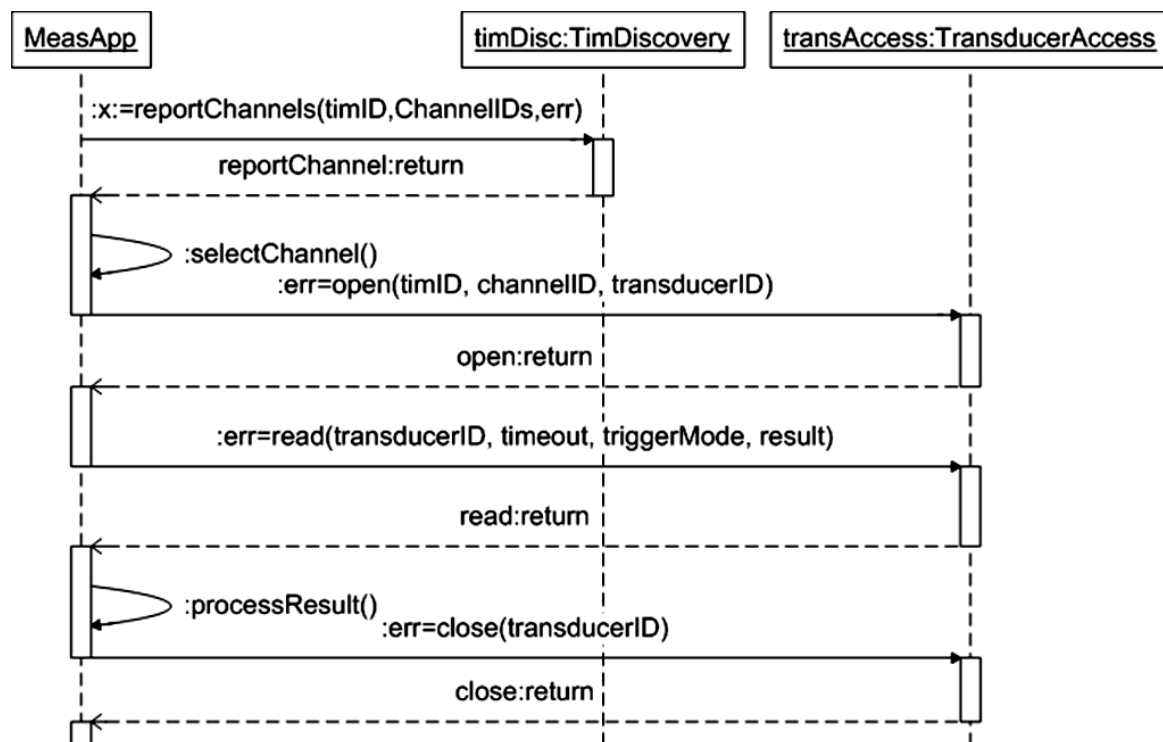 MeasApp
timDisc:TimDiscovery
transAccess:TransducerAccess
:x:=reportChannels(timID,ChannelIDs,err)
reportChannel:return
:selectChannel()
:err=open(timID, channelID, transducerID)
open:return
:err=read(transducerID, timeout, triggerMode, result)
read:return
:processResult()
:err=close(transducerID)
close:return